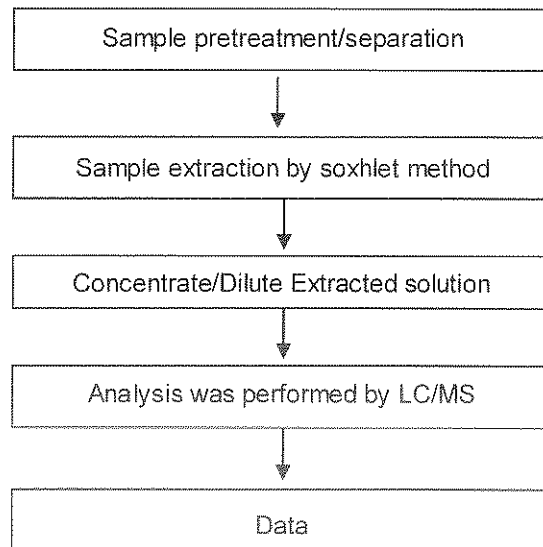 Sample pretreatment/separation
Sample extraction by soxhlet method
Concentrate/Dilute Extracted solution
Analysis was performed by LC/MS
Data